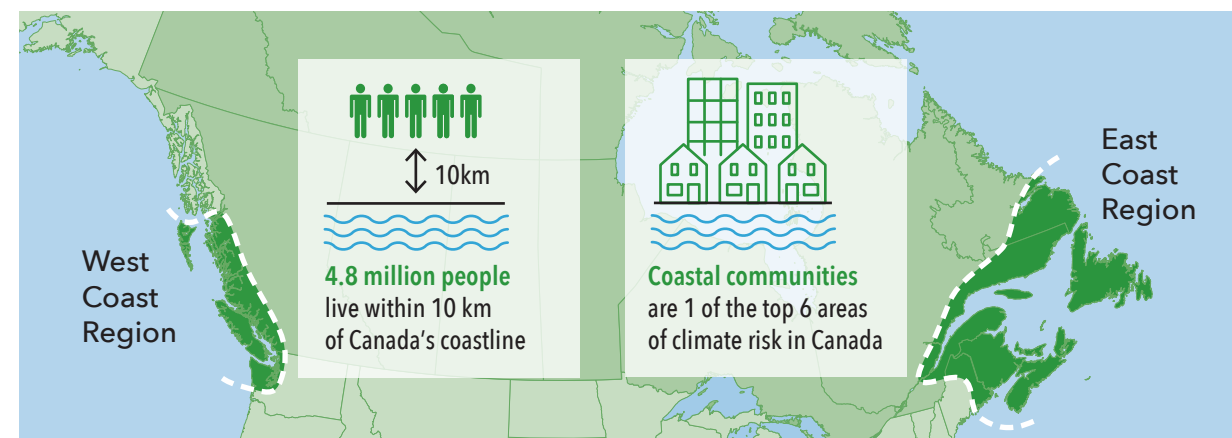 West
Coast
Region
10km
4.8 million people
live within 10 km
of Canada's coastline
Coastal communities
are 1 of the top 6 areas
of climate risk in Canada
East
Coast
Region